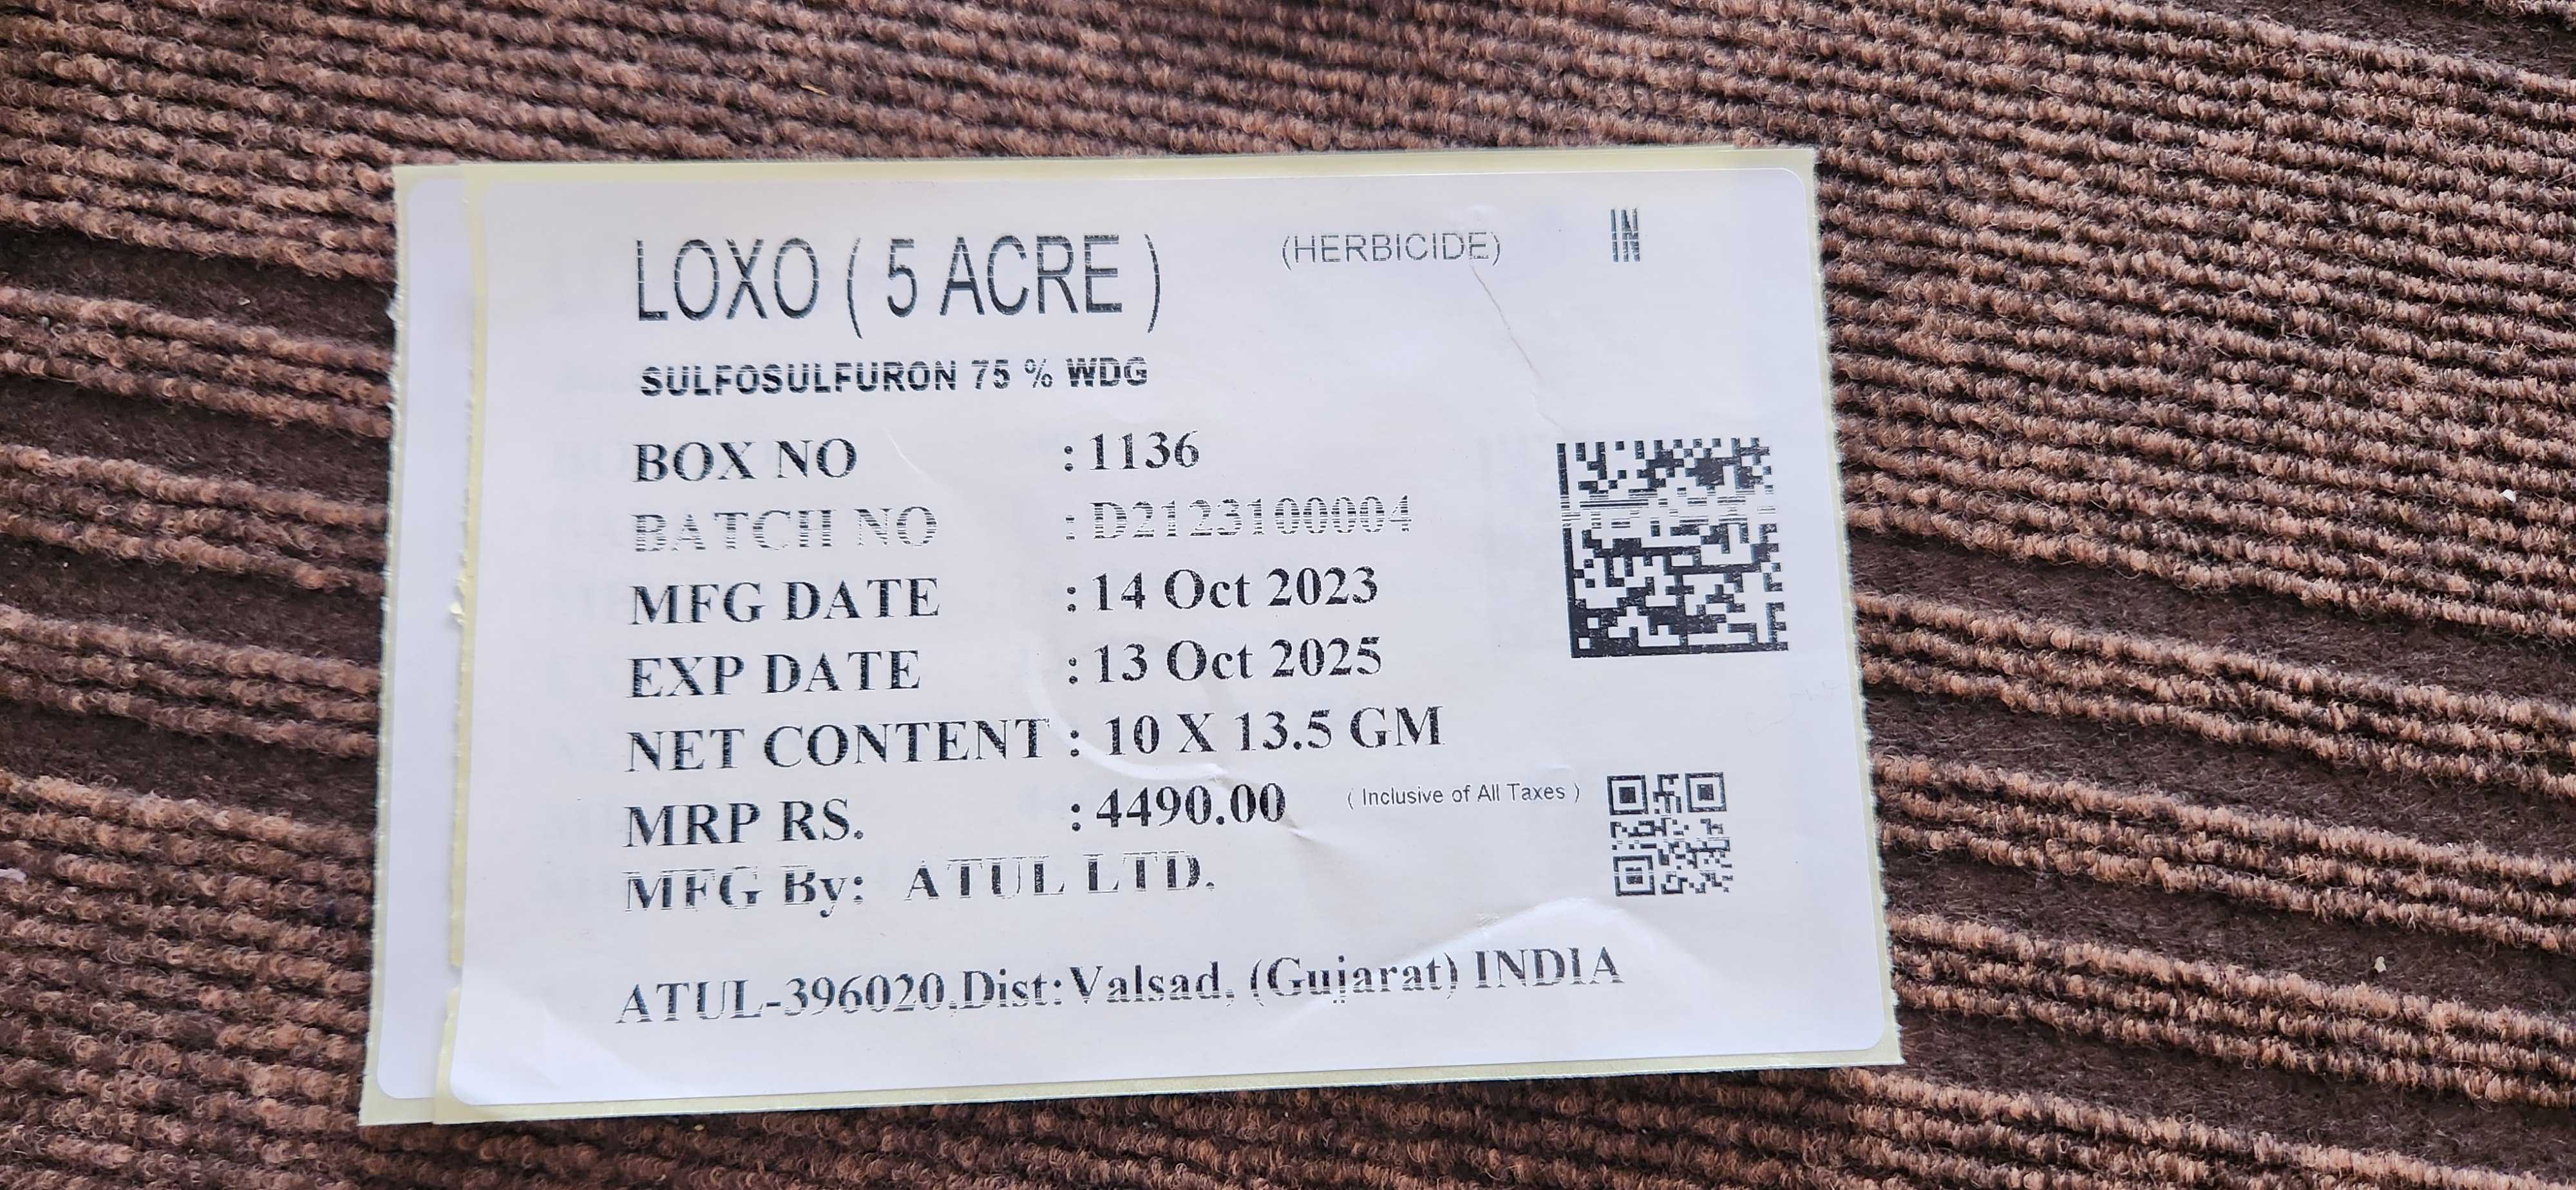 LOXO ( 5 ACRE ) (HERBICIDE) IN
SULFOSULFURON 75 % WDG
BOX NO : 1136
BATCH NO : D2123100004
MFG DATE : 14 Oct 2023
EXP DATE : 13 Oct 2025
NET CONTENT : 10 X 13.5 GM
MRP RS. : 4490.00 ( Inclusive of All Taxes )
MFG By: ATUL LTD.
ATUL-396020,Dist:Valsad, (Gujarat) INDIA